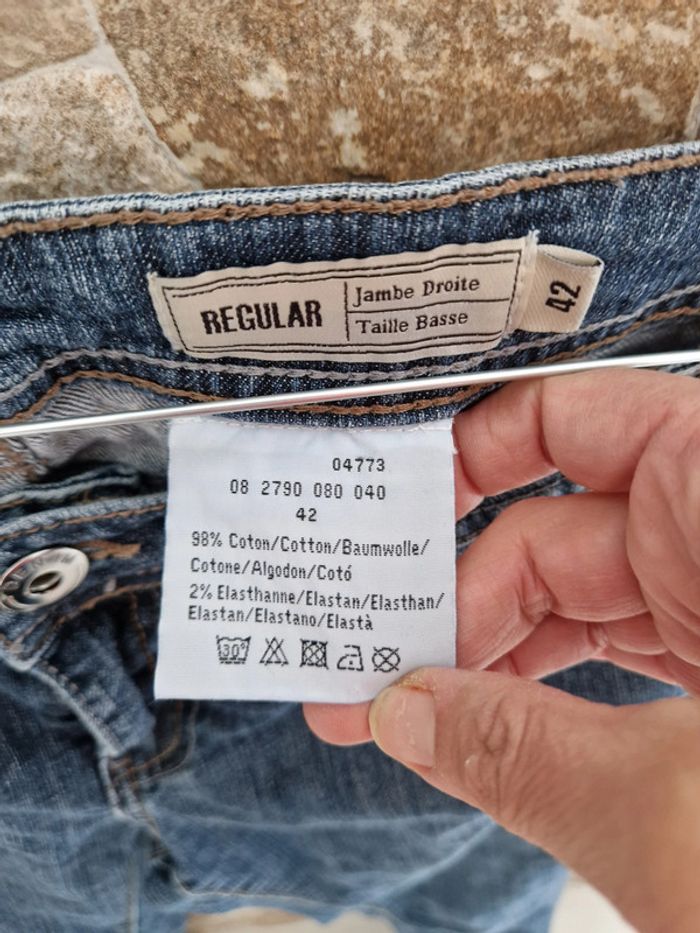 REGULAR
Jambe Droite
Taille Basse
42
04773
08 2790 080 040
42
98% Coton/Cotton/Baumwolle/
Cotone/Algodon/Cotó
2% Elasthanne/Elastan/Elasthan/
Elastan/Elastano/Elastà
30°